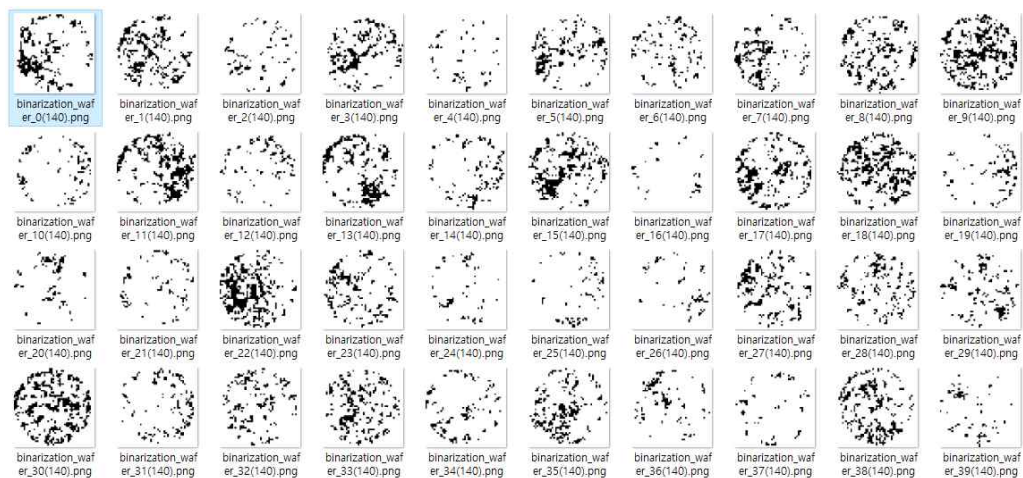 binarization_waf binarization_waf binarization_waf binarization_waf binarization_waf binarization_waf binarization_waf binarization_waf binarization_waf binarization_waf
er_0(140).png er_1(140).png er_2(140).png er_3(140).png er_4(140).png er_5(140).png er_6(140).png er_7(140).png er_8(140).png er_9(140).png
binarization_waf binarization_waf binarization_waf binarization_waf binarization_waf binarization_waf binarization_waf binarization_waf binarization_waf binarization_waf
er_10(140).png er_11(140).png er_12(140).png er_13(140).png er_14(140).png er_15(140).png er_16(140).png er_17(140).png er_18(140).png er_19(140).png
binarization_waf binarization_waf binarization_waf binarization_waf binarization_waf binarization_waf binarization_waf binarization_waf binarization_waf binarization_waf
er_20(140).png er_21(140).png er_22(140).png er_23(140).png er_24(140).png er_25(140).png er_26(140).png er_27(140).png er_28(140).png er_29(140).png
binarization_waf binarization_waf binarization_waf binarization_waf binarization_waf binarization_waf binarization_waf binarization_waf binarization_waf binarization_waf
er_30(140).png er_31(140).png er_32(140).png er_33(140).png er_34(140).png er_35(140).png er_36(140).png er_37(140).png er_38(140).png er_39(140).png